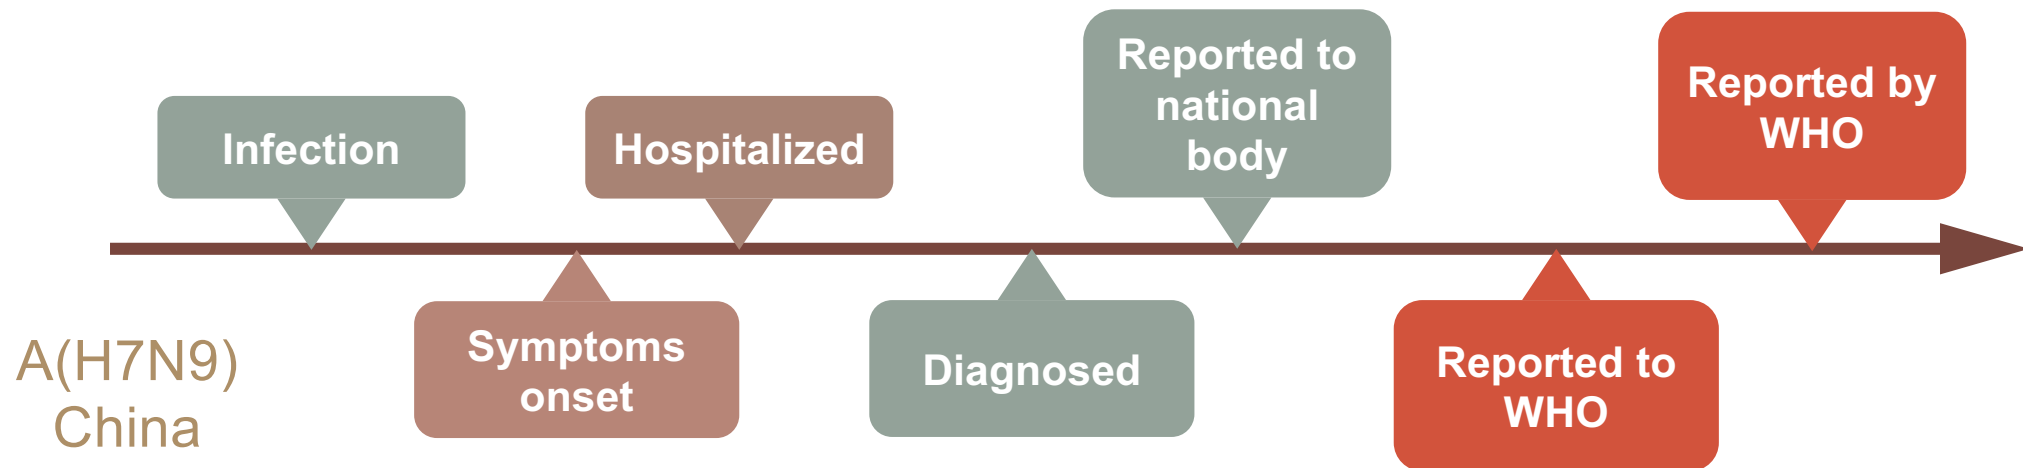 Infection
Symptoms
onset
Hospitalized
Diagnosed
Reported to
national
body
Reported to
WHO
Reported by
WHO
A(H7N9)
China